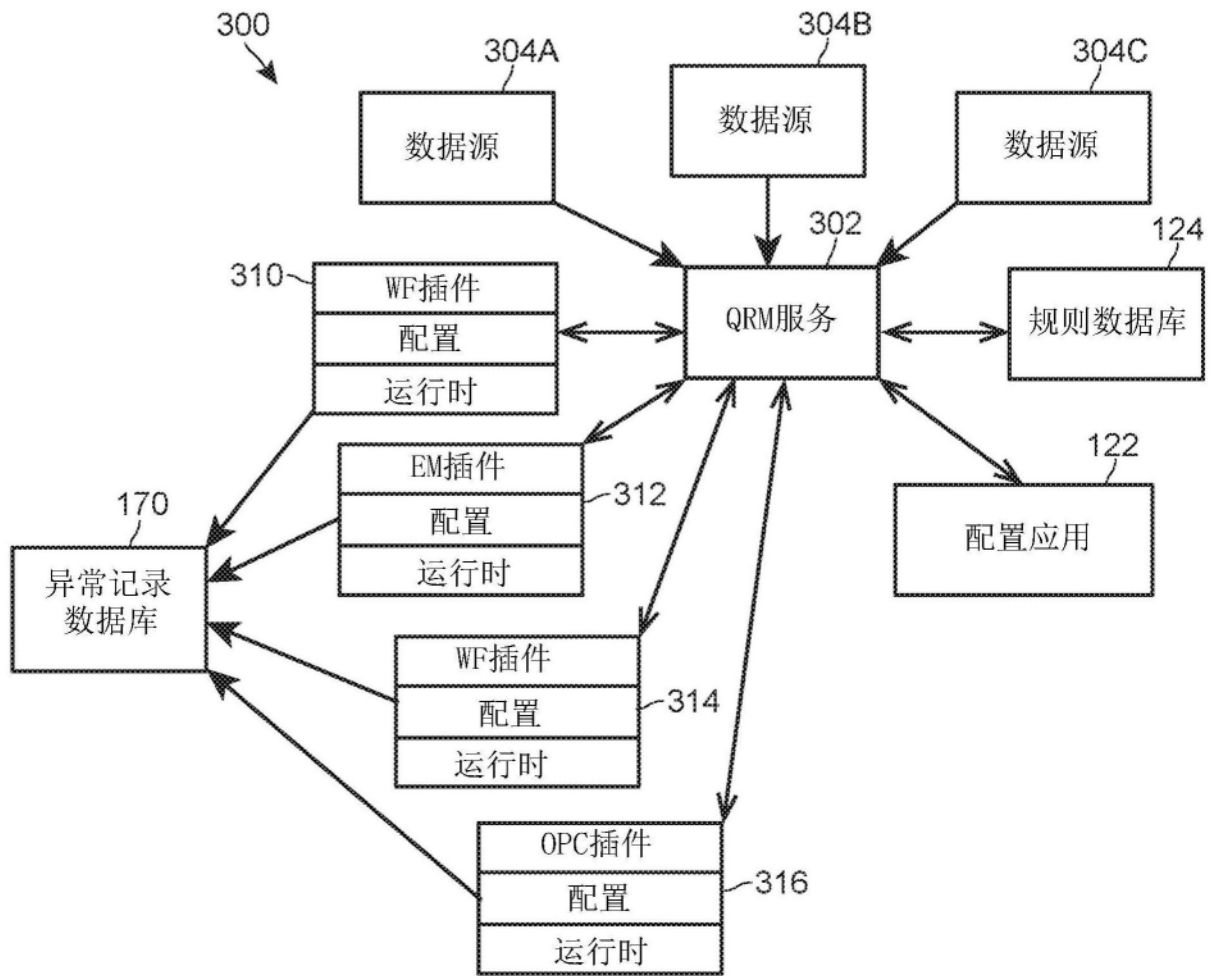 300
304A
304B
304C
数据源
数据源
数据源
302
124
310
WF插件
配置
运行时
QRM服务
规则数据库
EM插件
配置
运行时
312
122
配置应用
170
异常记录
数据库
WF插件
配置
运行时
314
OPC插件
配置
运行时
316